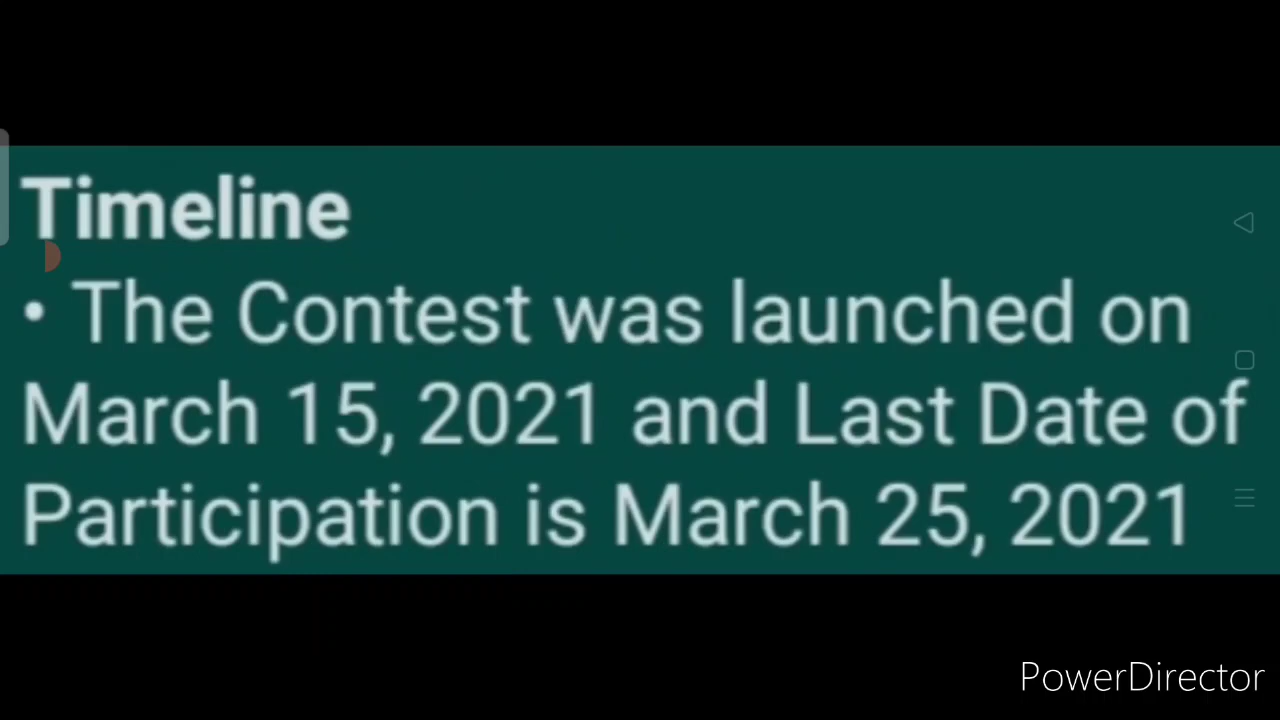 Timeline
• The Contest was launched on
March 15, 2021 and Last Date of
Participation is March 25, 2021
PowerDirector